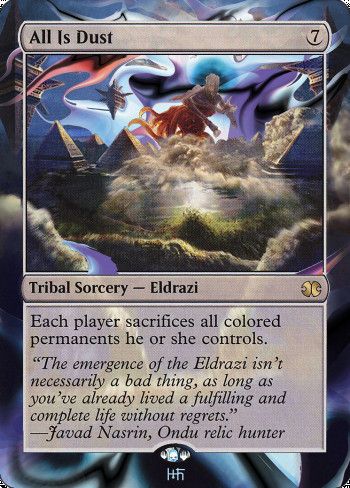 All Is Dust 7
Tribal Sorcery — Eldrazi
Each player sacrifices all colored
permanents he or she controls.
“The emergence of the Eldrazi isn’t
necessarily a bad thing, as long as
you’ve already lived a fulfilling and
complete life without regrets.”
—Javad Nasrin, Ondu relic hunter